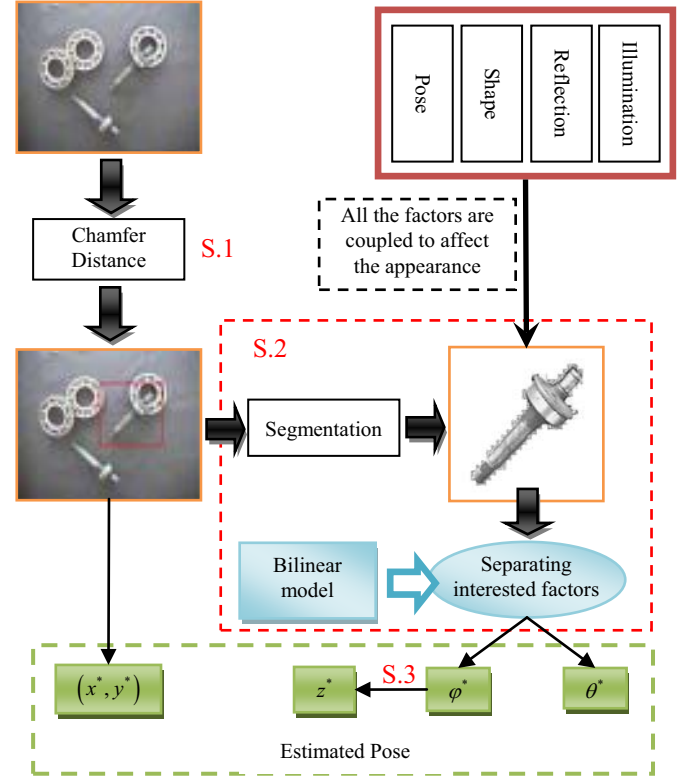 Pose
Shape
Reflection
Illumination
Chamfer
Distance
S.1
All the factors are
coupled to affect
the appearance
S.2
Segmentation
Bilinear
model
Separating
interested factors
(x*, y*)
z*
S.3
φ*
θ*
Estimated Pose